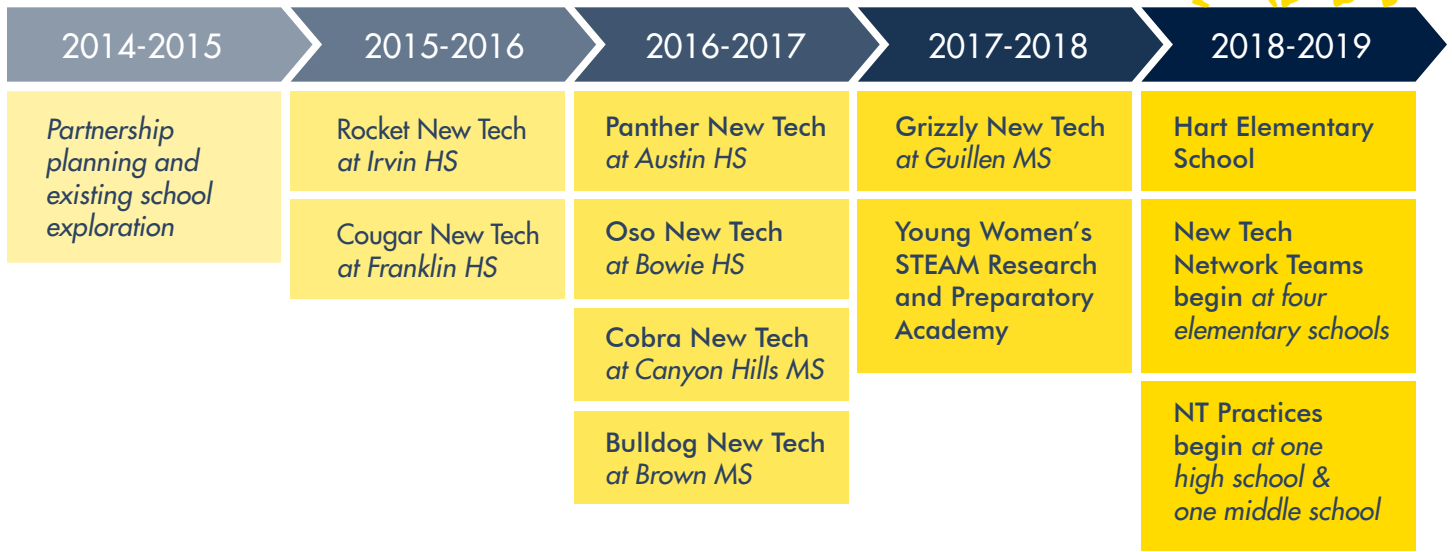 2014-2015
2015-2016
2016-2017
2017-2018
2018-2019
Partnership
planning and
existing school
exploration
Rocket New Tech
at Irvin HS
Cougar New Tech
at Franklin HS
Panther New Tech
at Austin HS
Oso New Tech
at Bowie HS
Cobra New Tech
at Canyon Hills MS
Bulldog New Tech
at Brown MS
Grizzly New Tech
at Guillen MS
Young Women's
STEAM Research
and Preparatory
Academy
Hart Elementary
School
New Tech
Network Teams
begin at four
elementary schools
NT Practices
begin at one
high school &
one middle school